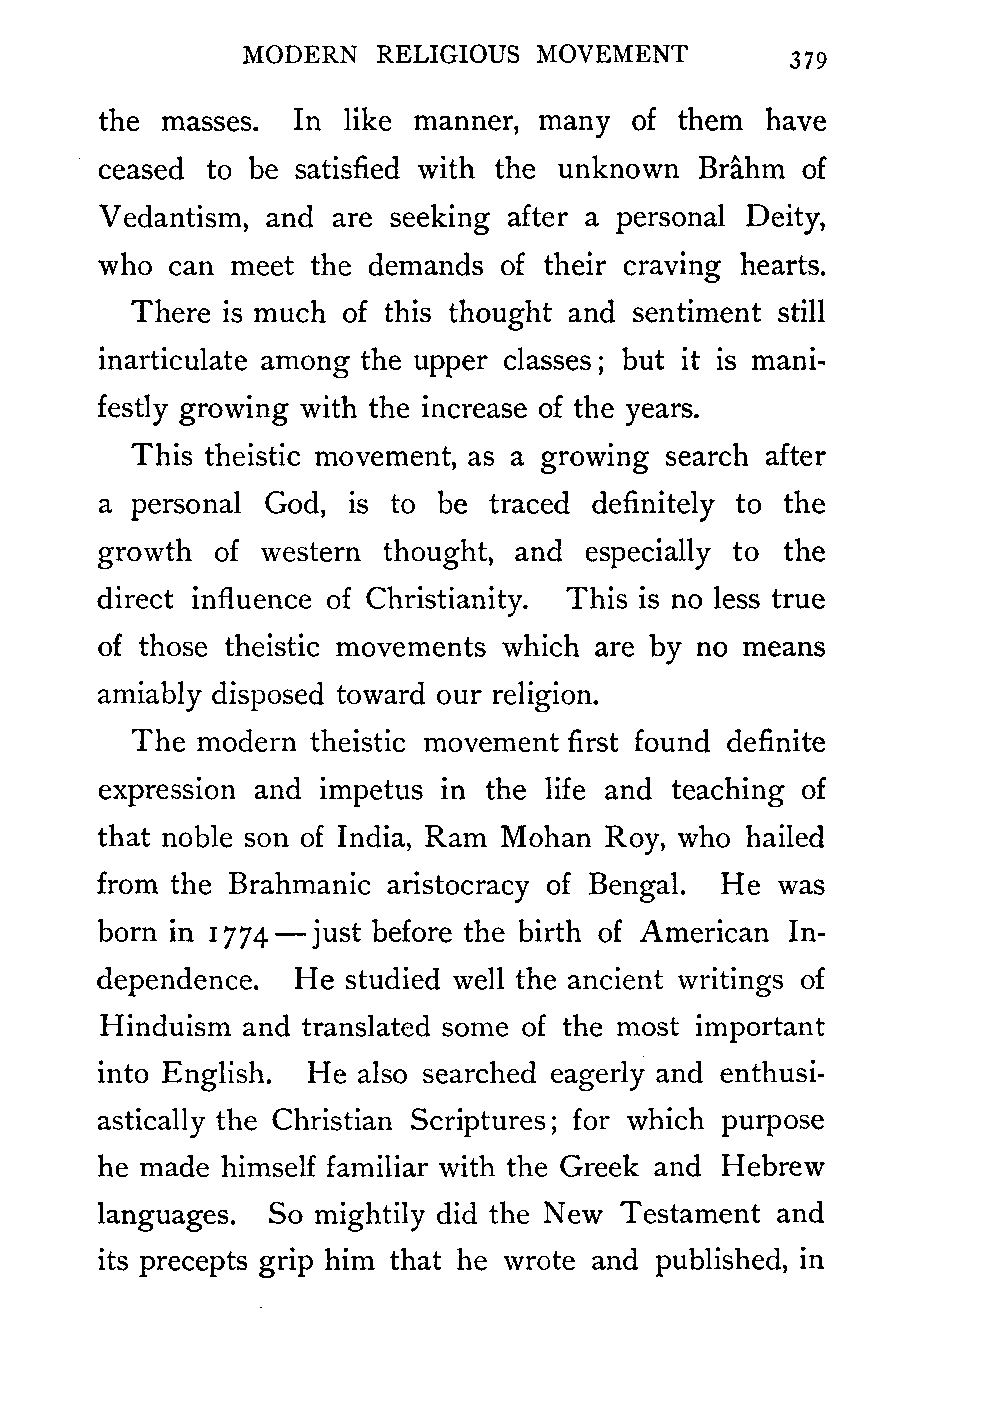 MODERN RELIGIOUS MOVEMENT 379
the masses. In like manner, many of them have
ceased to be satisfied with the unknown Brâhm of
Vedantism, and are seeking after a personal Deity,
who can meet the demands of their craving hearts.
There is much of this thought and sentiment still
inarticulate among the upper classes; but it is mani-
festly growing with the increase of the years.
This theistic movement, as a growing search after
a personal God, is to be traced definitely to the
growth of western thought, and especially to the
direct influence of Christianity. This is no less true
of those theistic movements which are by no means
amiably disposed toward our religion.
The modern theistic movement first found definite
expression and impetus in the life and teaching of
that noble son of India, Ram Mohan Roy, who hailed
from the Brahmanic aristocracy of Bengal. He was
born in 1774—just before the birth of American In-
dependence. He studied well the ancient writings of
Hinduism and translated some of the most important
into English. He also searched eagerly and enthusi-
astically the Christian Scriptures; for which purpose
he made himself familiar with the Greek and Hebrew
languages. So mightily did the New Testament and
its precepts grip him that he wrote and published, in